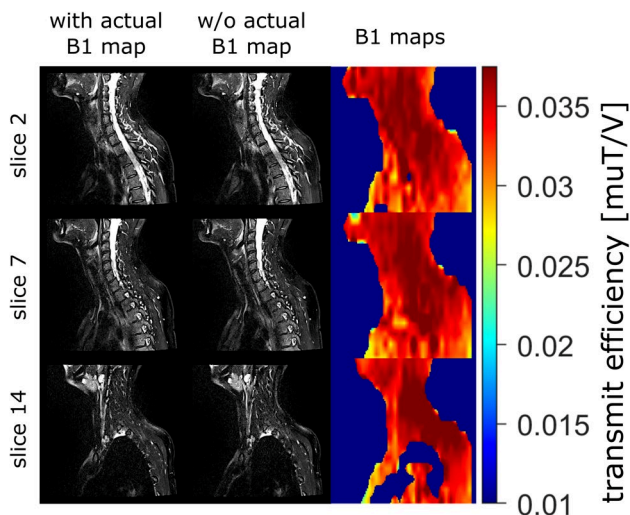 with actual
B1 map
w/o actual
B1 map
B1 maps
slice 2
slice 7
slice 14
0.035
0.03
0.025
0.02
0.015
0.01
transmit efficiency [muT/V]